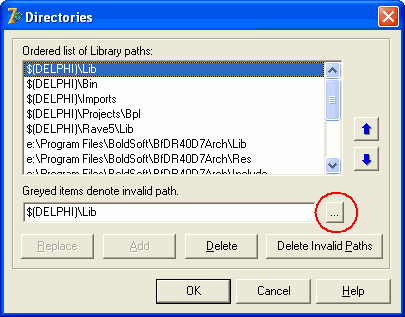 7 Directories
Ordered list of Library paths:
$(DELPHI)\Lib
$(DELPHI)\Bin
$(DELPHI)\Imports
$(DELPHI)\Projects\Bpl
$(DELPHI)\Rave5\Lib
e:\Program Files\BoldSoft\BfDR40D7Arch\Lib
e:\Program Files\BoldSoft\BfDR40D7Arch\Res
e:\Program Files\BoldSoft\BfDR40D7Arch\Include
Greyed items denote invalid path.
$(DELPHI)\Lib ...
Replace Add Delete Delete Invalid Paths
OK Cancel Help